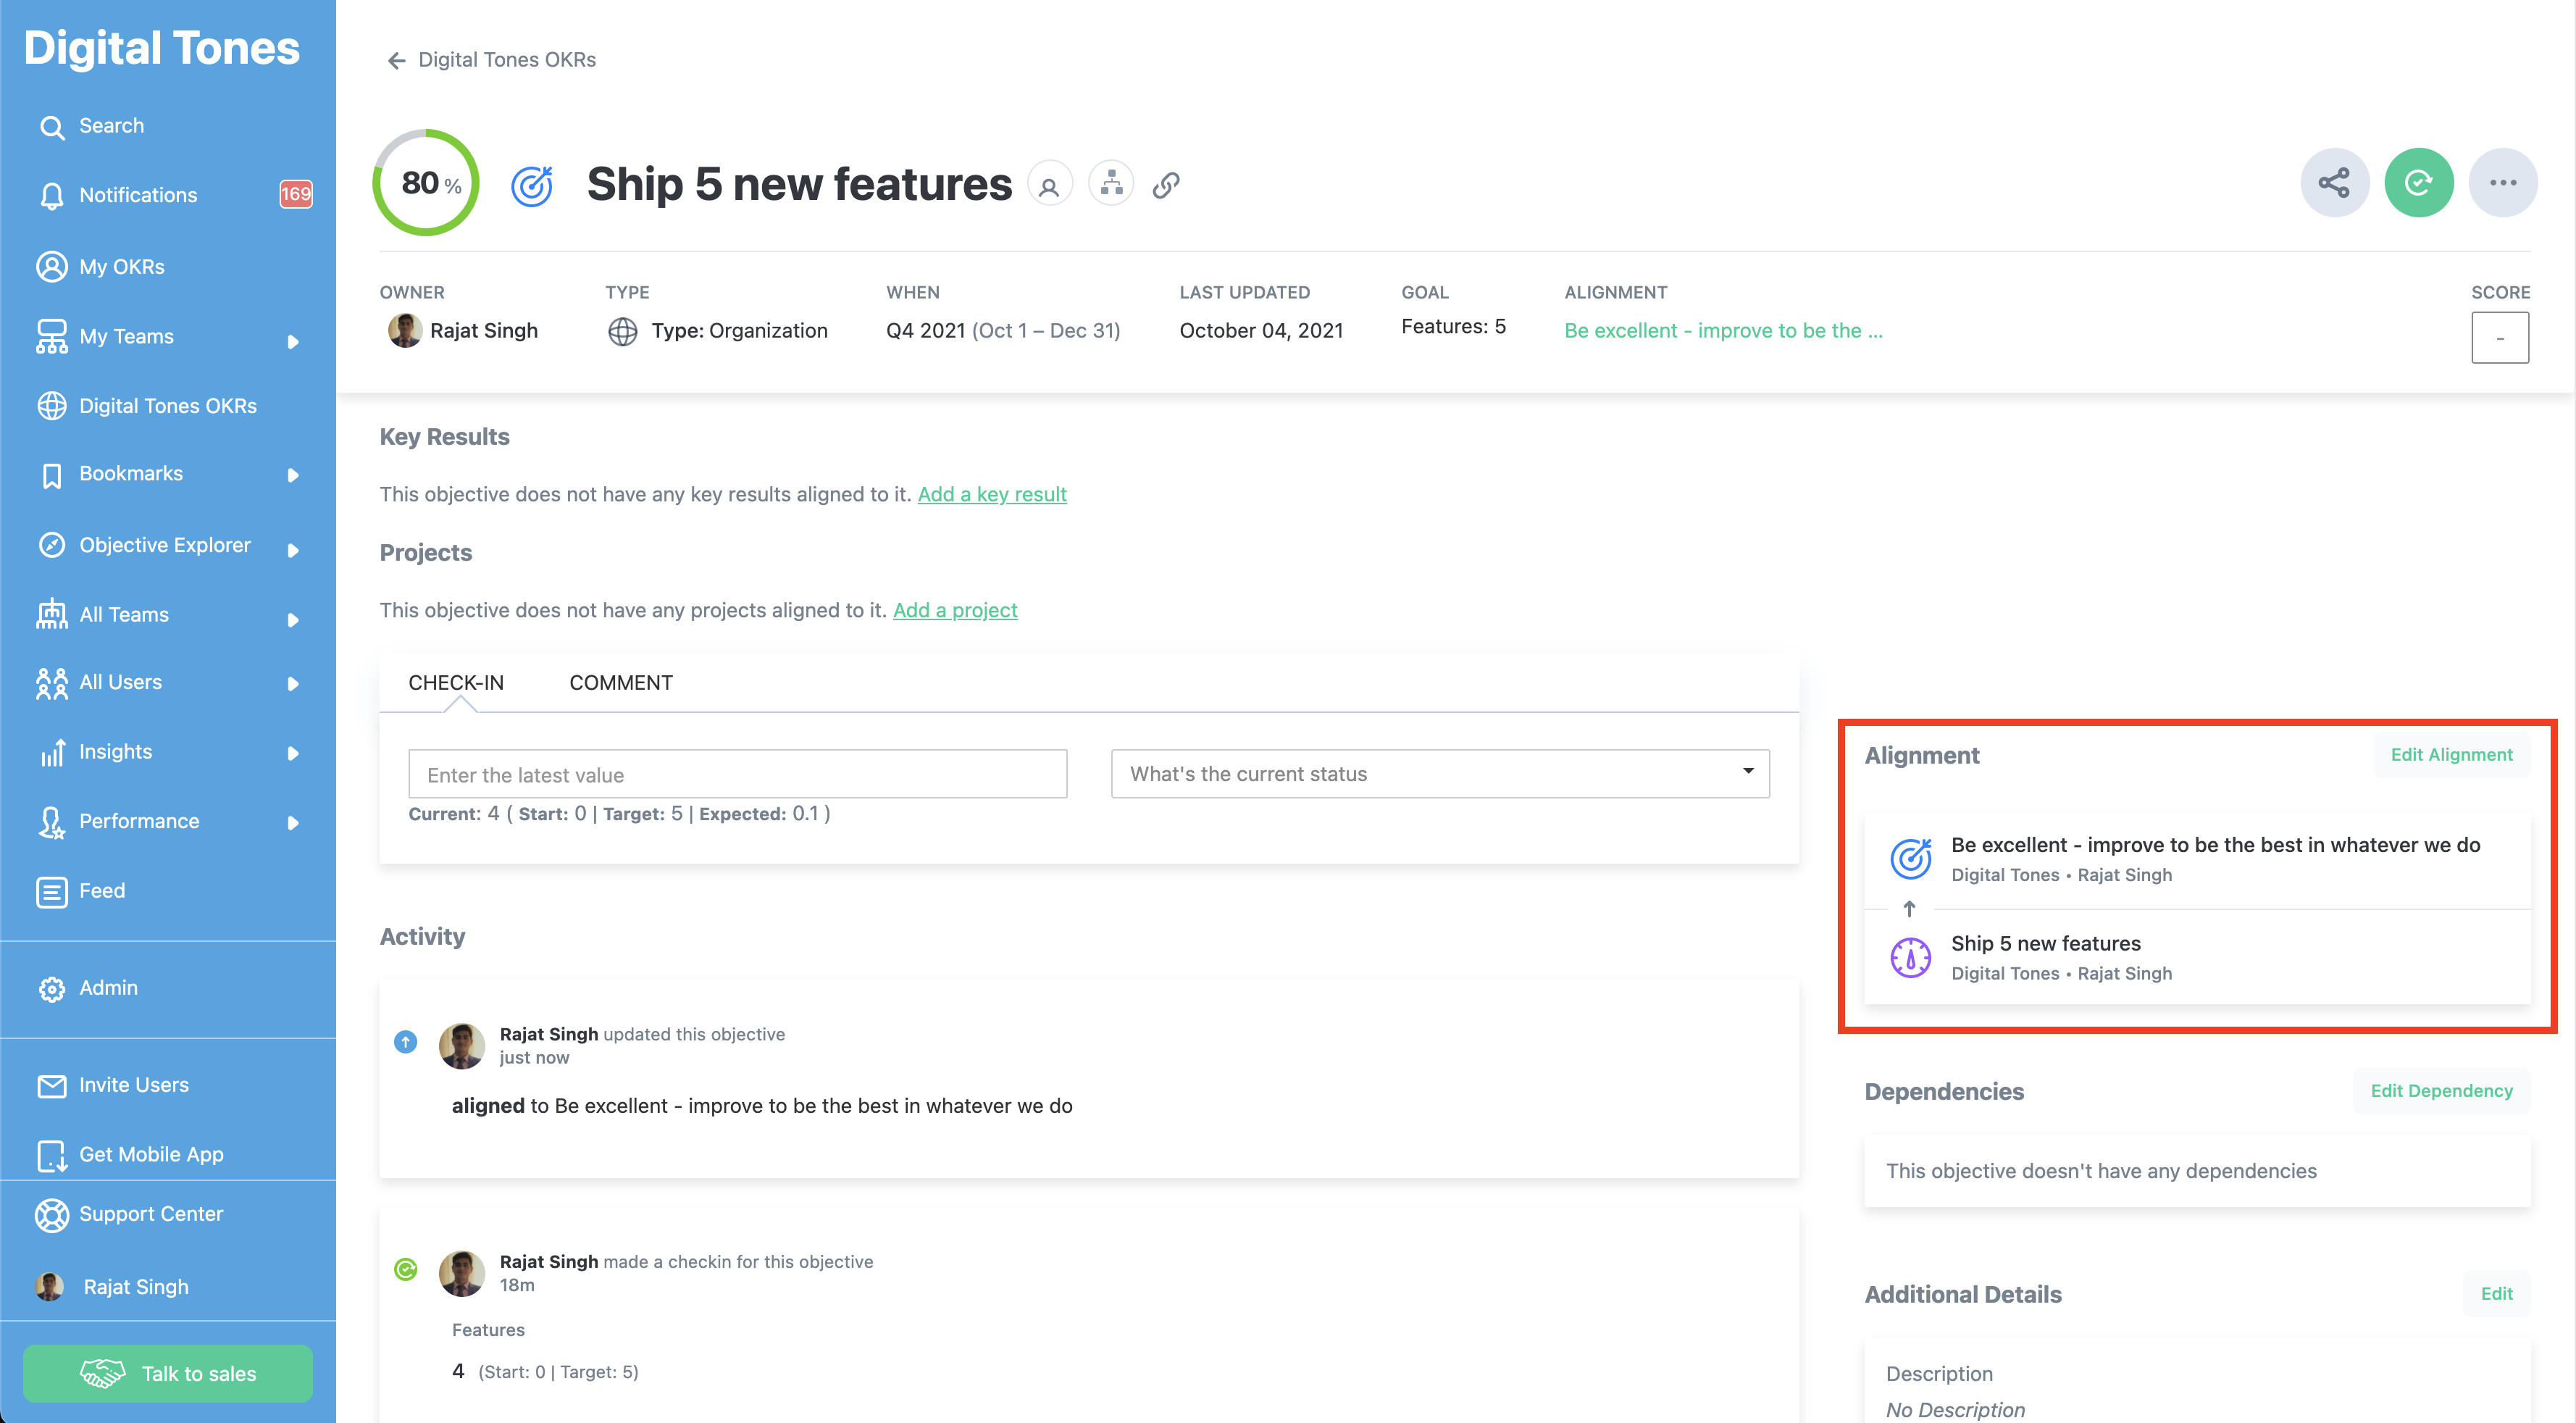 Digital Tones
Search
Notifications 169
My OKRs
My Teams
Digital Tones OKRs
Bookmarks
Objective Explorer
All Teams
All Users
Insights
Performance
Feed
Admin
Invite Users
Get Mobile App
Support Center
Rajat Singh
Talk to sales
Digital Tones OKRs
80 %
Ship 5 new features
OWNER
Rajat Singh
TYPE
Type: Organization
WHEN
Q4 2021 (Oct 1 – Dec 31)
LAST UPDATED
October 04, 2021
GOAL
Features: 5
ALIGNMENT
Be excellent - improve to be the ...
SCORE
-
Key Results
This objective does not have any key results aligned to it. Add a key result
Projects
This objective does not have any projects aligned to it. Add a project
CHECK-IN COMMENT
Enter the latest value
What's the current status
Current: 4 ( Start: 0 | Target: 5 | Expected: 0.1 )
Activity
Rajat Singh updated this objective
just now
aligned to Be excellent - improve to be the best in whatever we do
Rajat Singh made a checkin for this objective
18m
Features
4 (Start: 0 | Target: 5)
Alignment
Edit Alignment
Be excellent - improve to be the best in whatever we do
Digital Tones • Rajat Singh
Ship 5 new features
Digital Tones • Rajat Singh
Dependencies
Edit Dependency
This objective doesn't have any dependencies
Additional Details
Edit
Description
No Description